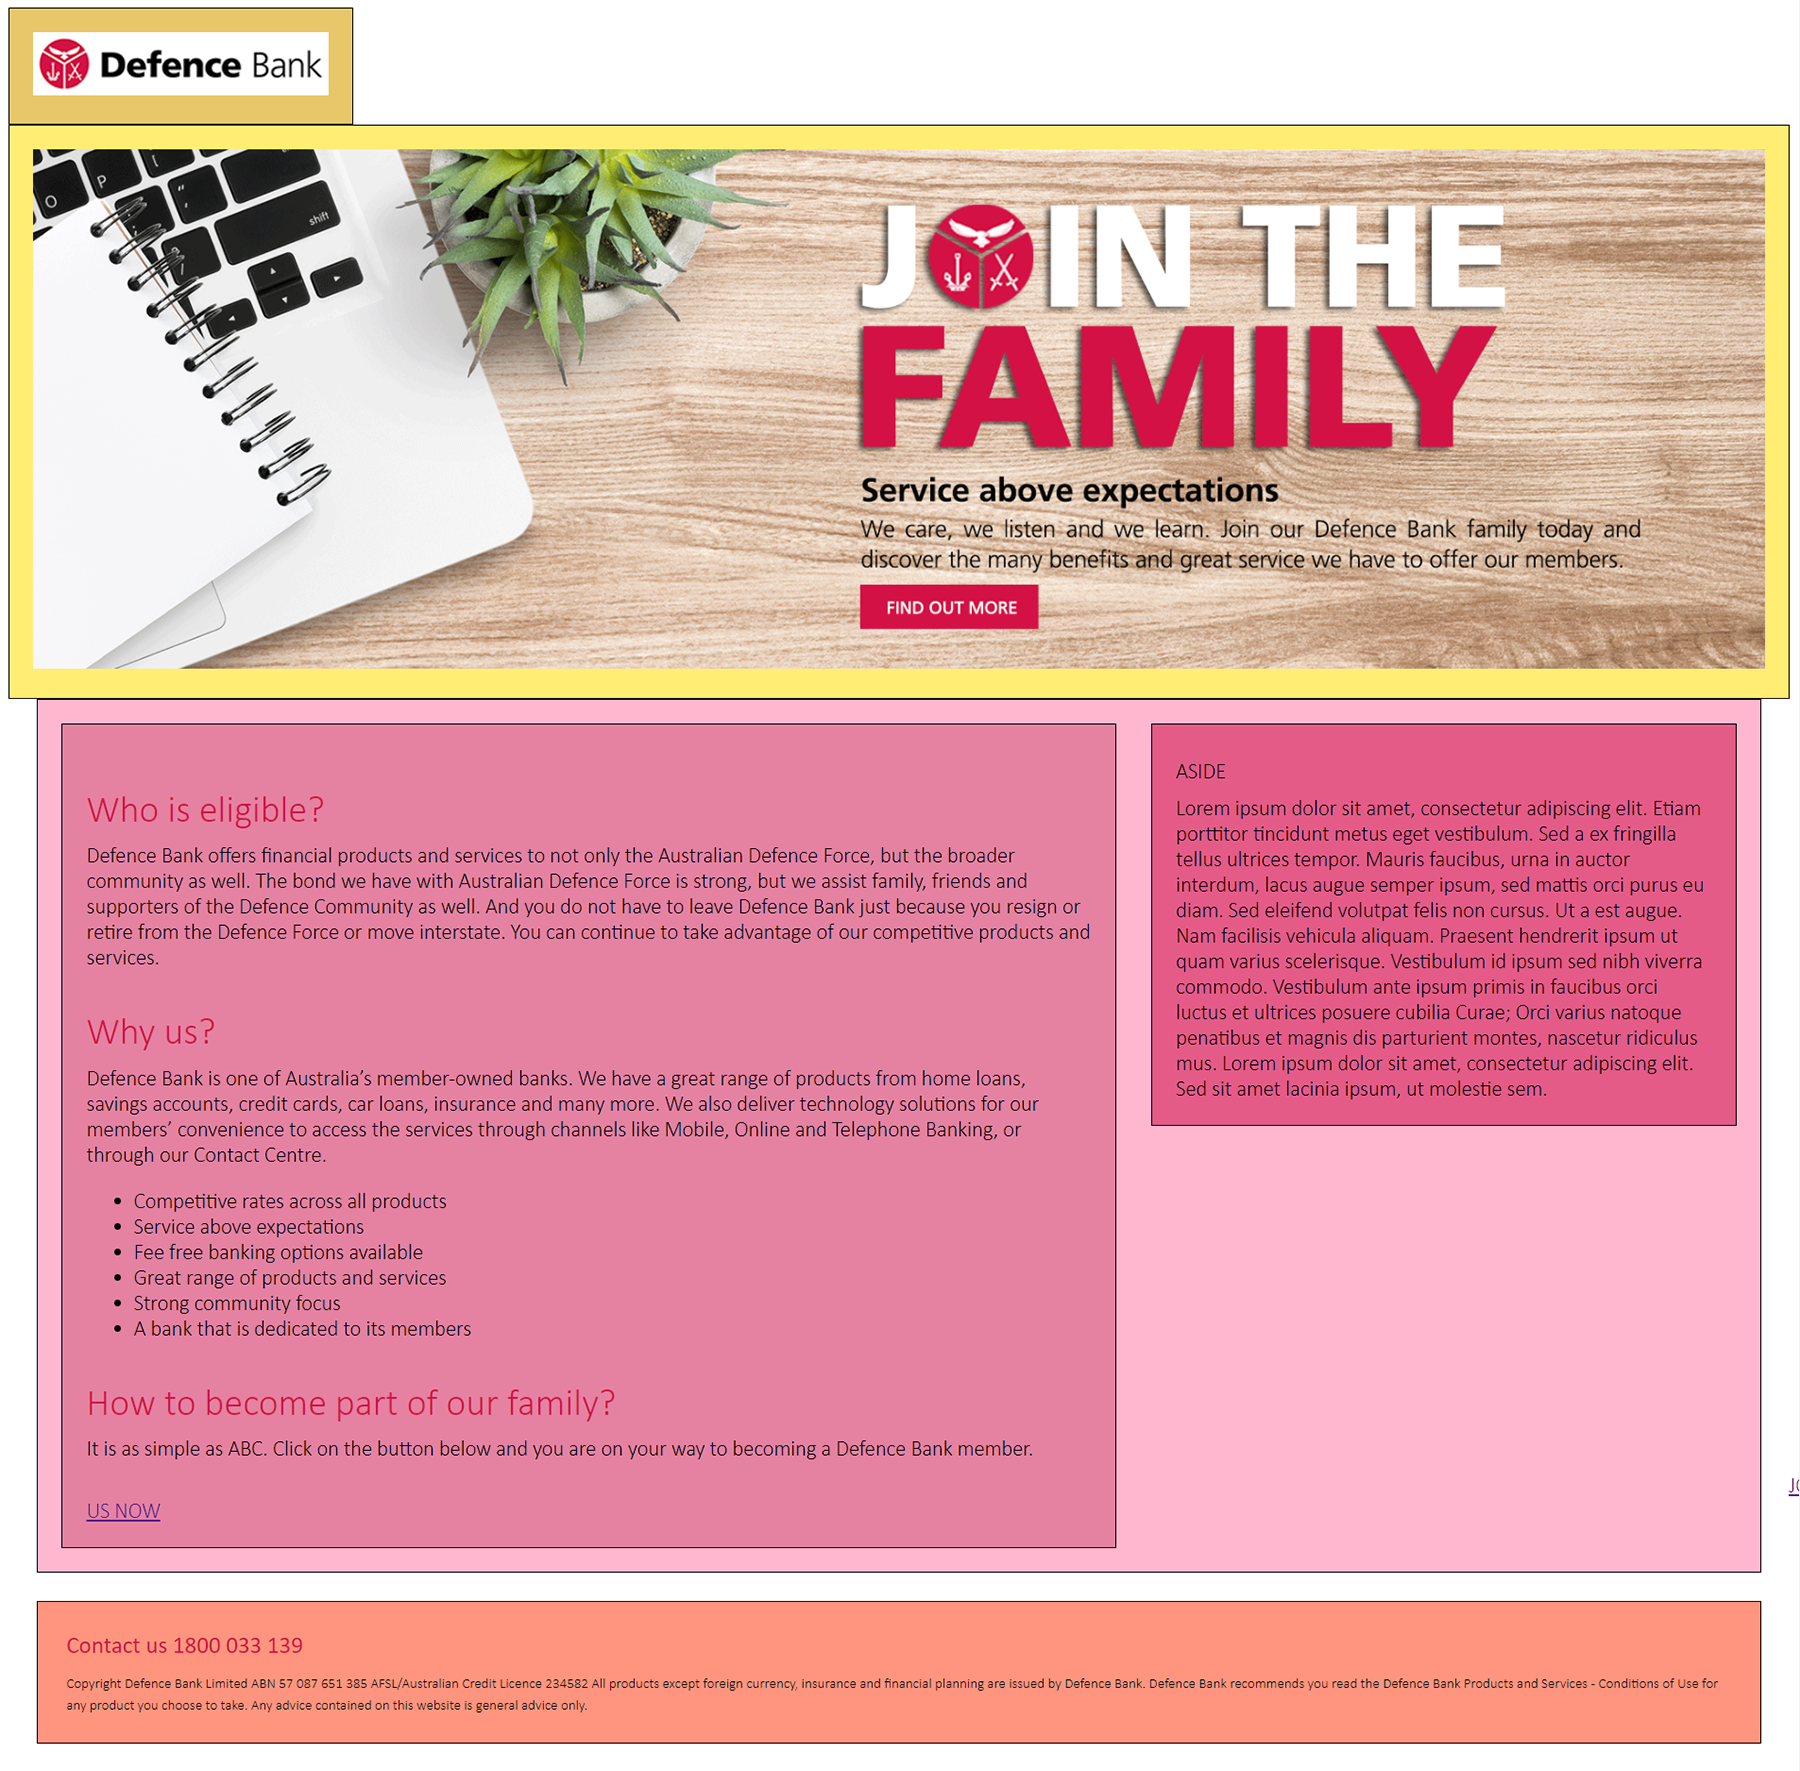 Defence Bank
P
O
shift
JOIN THE
FAMILY
Service above expectations
We care, we listen and we learn. Join our Defence Bank family today and
discover the many benefits and great service we have to offer our members.
FIND OUT MORE
Who is eligible?
Defence Bank offers financial products and services to not only the Australian Defence Force, but the broader
community as well. The bond we have with Australian Defence Force is strong, but we assist family, friends and
supporters of the Defence Community as well. And you do not have to leave Defence Bank just because you resign or
retire from the Defence Force or move interstate. You can continue to take advantage of our competitive products and
services.
Why us?
Defence Bank is one of Australia’s member-owned banks. We have a great range of products from home loans,
savings accounts, credit cards, car loans, insurance and many more. We also deliver technology solutions for our
members’ convenience to access the services through channels like Mobile, Online and Telephone Banking, or
through our Contact Centre.
• Competitive rates across all products
• Service above expectations
• Fee free banking options available
• Great range of products and services
• Strong community focus
• A bank that is dedicated to its members
How to become part of our family?
It is as simple as ABC. Click on the button below and you are on your way to becoming a Defence Bank member.
US NOW
ASIDE
Lorem ipsum dolor sit amet, consectetur adipiscing elit. Etiam
porttitor tincidunt metus eget vestibulum. Sed a ex fringilla
tellus ultrices tempor. Mauris faucibus, urna in auctor
interdum, lacus augue semper ipsum, sed mattis orci purus eu
diam. Sed eleifend volutpat felis non cursus. Ut a est augue.
Nam facilisis vehicula aliquam. Praesent hendrerit ipsum ut
quam varius scelerisque. Vestibulum id ipsum sed nibh viverra
commodo. Vestibulum ante ipsum primis in faucibus orci
luctus et ultrices posuere cubilia Curae; Orci varius natoque
penatibus et magnis dis parturient montes, nascetur ridiculus
mus. Lorem ipsum dolor sit amet, consectetur adipiscing elit.
Sed sit amet lacinia ipsum, ut molestie sem.
Contact us 1800 033 139
Copyright Defence Bank Limited ABN 57 087 651 385 AFSL/Australian Credit Licence 234582 All products except foreign currency, insurance and financial planning are issued by Defence Bank. Defence Bank recommends you read the Defence Bank Products and Services - Conditions of Use for
any product you choose to take. Any advice contained on this website is general advice only.